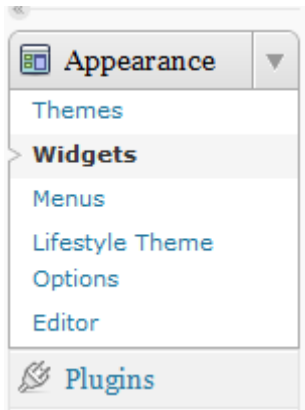 Appearance
Themes
Widgets
Menus
Lifestyle Theme
Options
Editor
Plugins